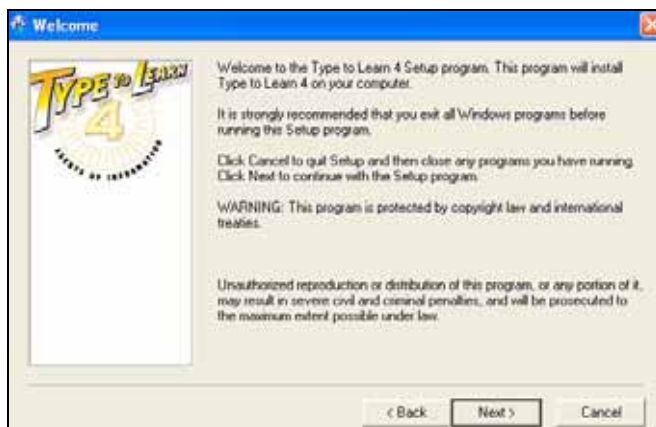 Welcome
TYPE TO LEARN
4
AGENTS OF INFORMATION
Welcome to the Type to Learn 4 Setup program. This program will install
Type to Learn 4 on your computer.
It is strongly recommended that you exit all Windows programs before
running this Setup program.
Click Cancel to quit Setup and then close any programs you have running.
Click Next to continue with the Setup program.
WARNING: This program is protected by copyright law and international
treaties.
Unauthorized reproduction or distribution of this program, or any portion of it,
may result in severe civil and criminal penalties, and will be prosecuted to
the maximum extent possible under law.
< Back
Next >
Cancel